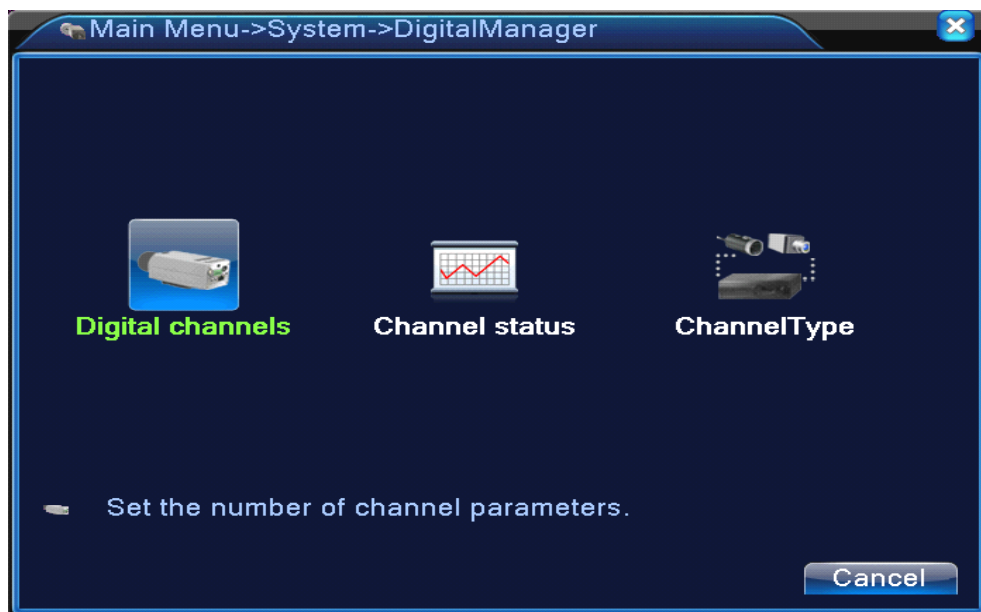 Main Menu->System->DigitalManager
Digital channels
Channel status
ChannelType
Set the number of channel parameters.
Cancel